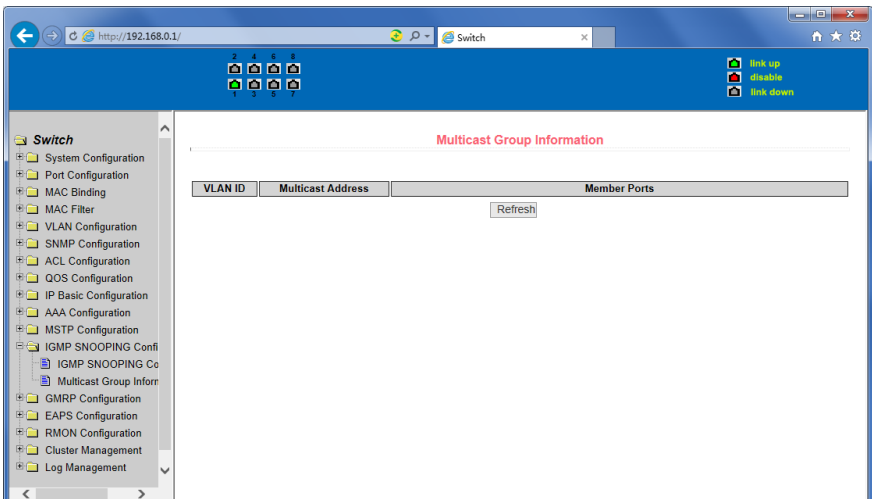 http://192.168.0.1/
Switch
2 4 6 8
1 3 5 7
link up
disable
link down
Switch
System Configuration
Port Configuration
MAC Binding
MAC Filter
VLAN Configuration
SNMP Configuration
ACL Configuration
QOS Configuration
IP Basic Configuration
AAA Configuration
MSTP Configuration
IGMP SNOOPING Confi
IGMP SNOOPING Co
Multicast Group Inform
GMRP Configuration
EAPS Configuration
RMON Configuration
Cluster Management
Log Management
Multicast Group Information
VLAN ID Multicast Address Member Ports
Refresh